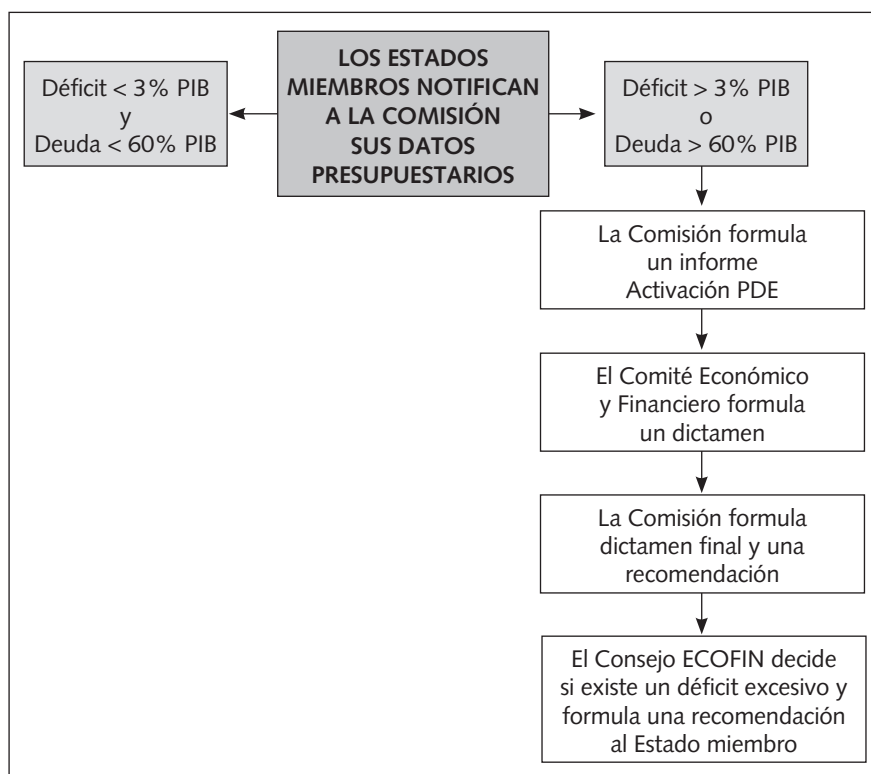 LOS ESTADOS
MIEMBROS NOTIFICAN
A LA COMISIÓN
SUS DATOS
PRESUPUESTARIOS
Déficit < 3% PIB
y
Deuda < 60% PIB
Déficit > 3% PIB
o
Deuda > 60% PIB
La Comisión formula
un informe
Activación PDE
El Comité Económico
y Financiero formula
un dictamen
La Comisión formula
dictamen final y una
recomendación
El Consejo ECOFIN decide
si existe un déficit excesivo y
formula una recomendación
al Estado miembro